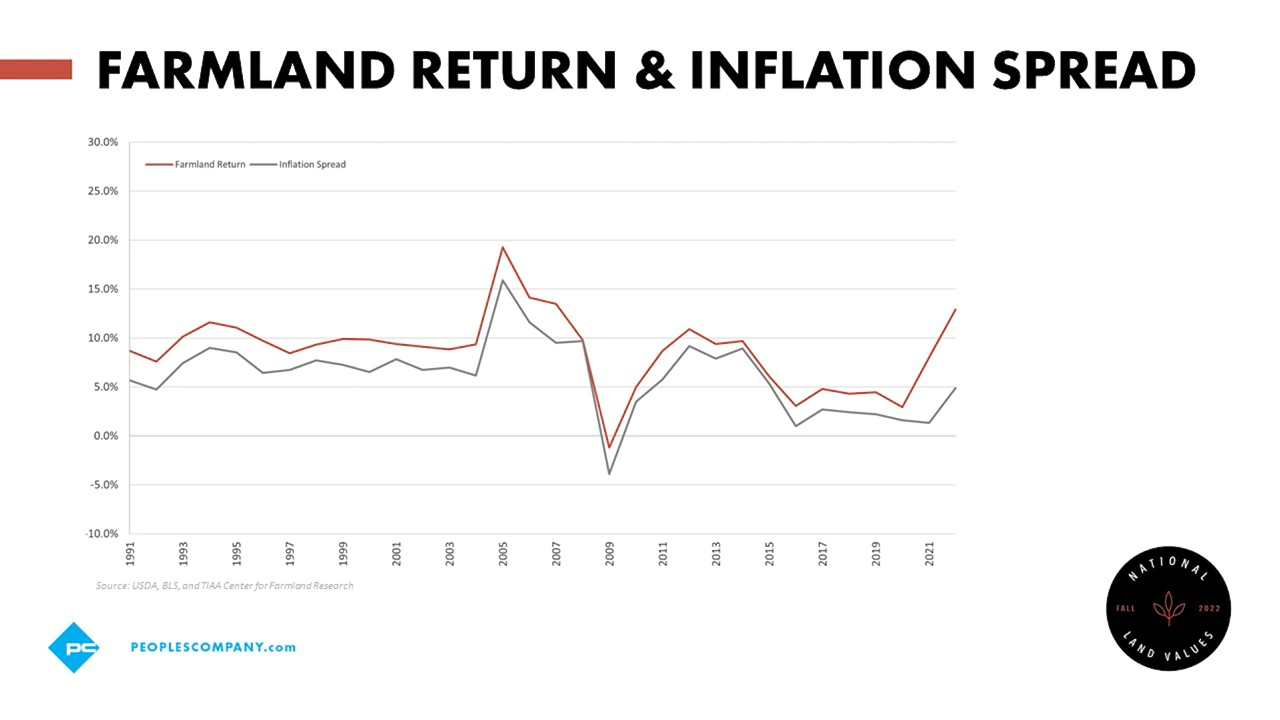 FARMLAND RETURN & INFLATION SPREAD
30.0%
Farmland Return Inflation Spread
25.0%
20.0%
15.0%
10.0%
5.0%
0.0%
-5.0%
-10.0%
1991 1993 1995 1997 1999 2001 2003 2005 2007 2009 2011 2013 2015 2017 2019 2021
Source: USDA, BLS, and TIAA Center for Farmland Research
NATIONAL
FALL 2022
LAND VALUES
PC
PEOPLESCOMPANY.com